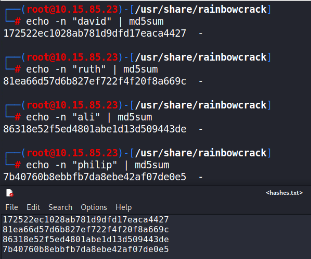 ┌──(root@10.15.85.23)-[/usr/share/rainbowcrack]
└─# echo -n "david" | md5sum
172522ec1028ab781d9dfd17eaca4427  -
┌──(root@10.15.85.23)-[/usr/share/rainbowcrack]
└─# echo -n "ruth" | md5sum
81ea66d57d6b827ef722f4f20f8a669c  -
┌──(root@10.15.85.23)-[/usr/share/rainbowcrack]
└─# echo -n "ali" | md5sum
86318e52f5ed4801abe1d13d509443de  -
┌──(root@10.15.85.23)-[/usr/share/rainbowcrack]
└─# echo -n "philip" | md5sum
7b40760b8ebbfb7da8ebe42af07de0e5  -
<hashes.txt>
File Edit Search Options Help
172522ec1028ab781d9dfd17eaca4427
81ea66d57d6b827ef722f4f20f8a669c
86318e52f5ed4801abe1d13d509443de
7b40760b8ebbfb7da8ebe42af07de0e5